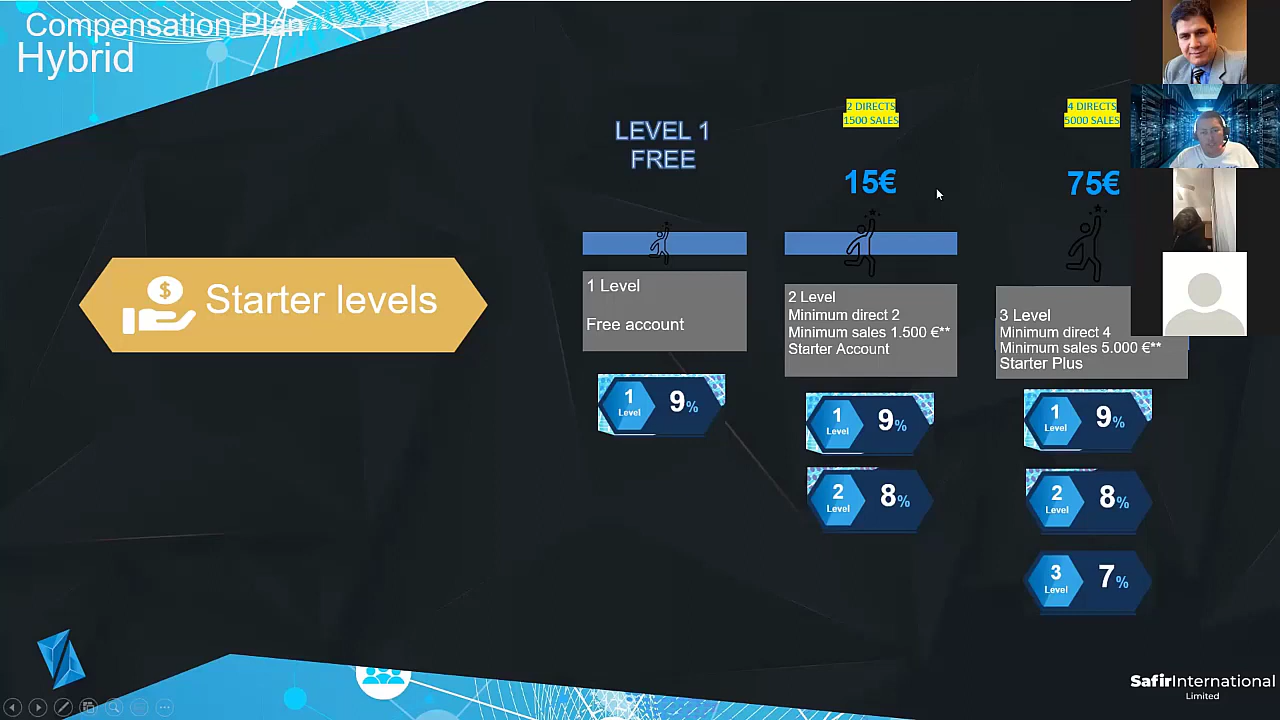 Compensation Plan
Hybrid
$
Starter levels
LEVEL 1
FREE
1 Level
Free account
1
Level
9%
2 DIRECTS
1500 SALES
15€
2 Level
Minimum direct 2
Minimum sales 1.500 €**
Starter Account
1
Level
9%
2
Level
8%
4 DIRECTS
5000 SALES
75€
3 Level
Minimum direct 4
Minimum sales 5.000 €**
Starter Plus
1
Level
9%
2
Level
8%
3
Level
7%
SafirInternational
Limited